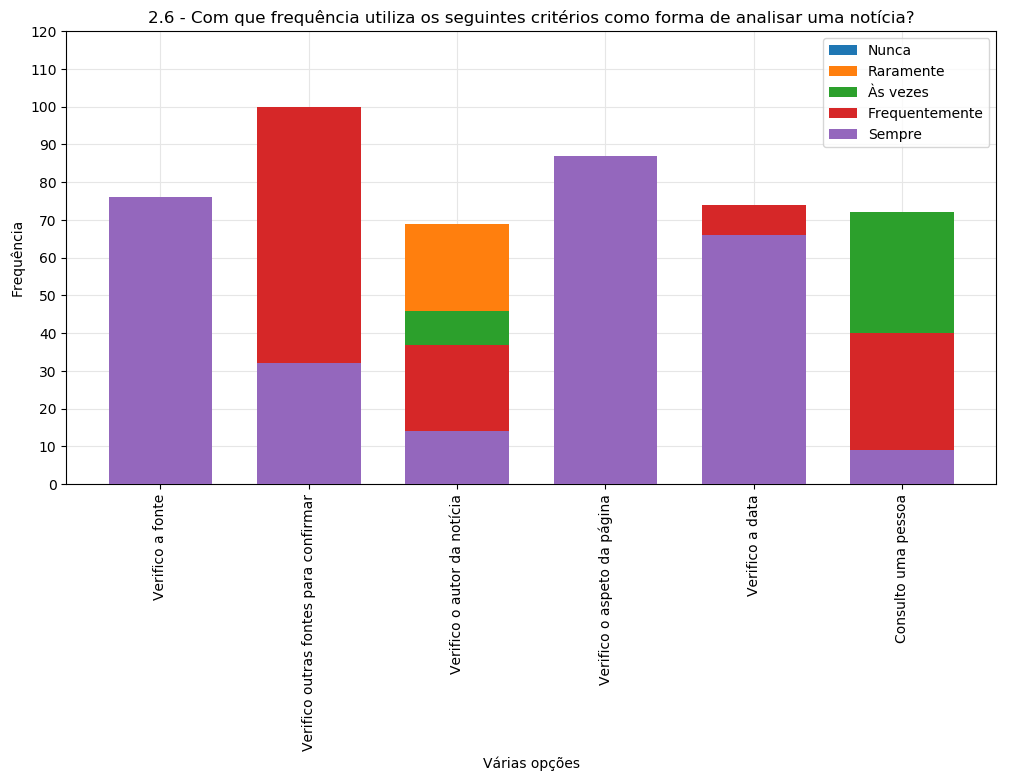 2.6 - Com que frequência utiliza os seguintes critérios como forma de analisar uma notícia?
120
110
100
90
80
70
60
50
40
30
20
10
0
Frequência
Nunca
Raramente
Às vezes
Frequentemente
Sempre
Verifico a fonte
Verifico outras fontes para confirmar
Verifico o autor da notícia
Verifico o aspeto da página
Verifico a data
Consulto uma pessoa
Várias opções